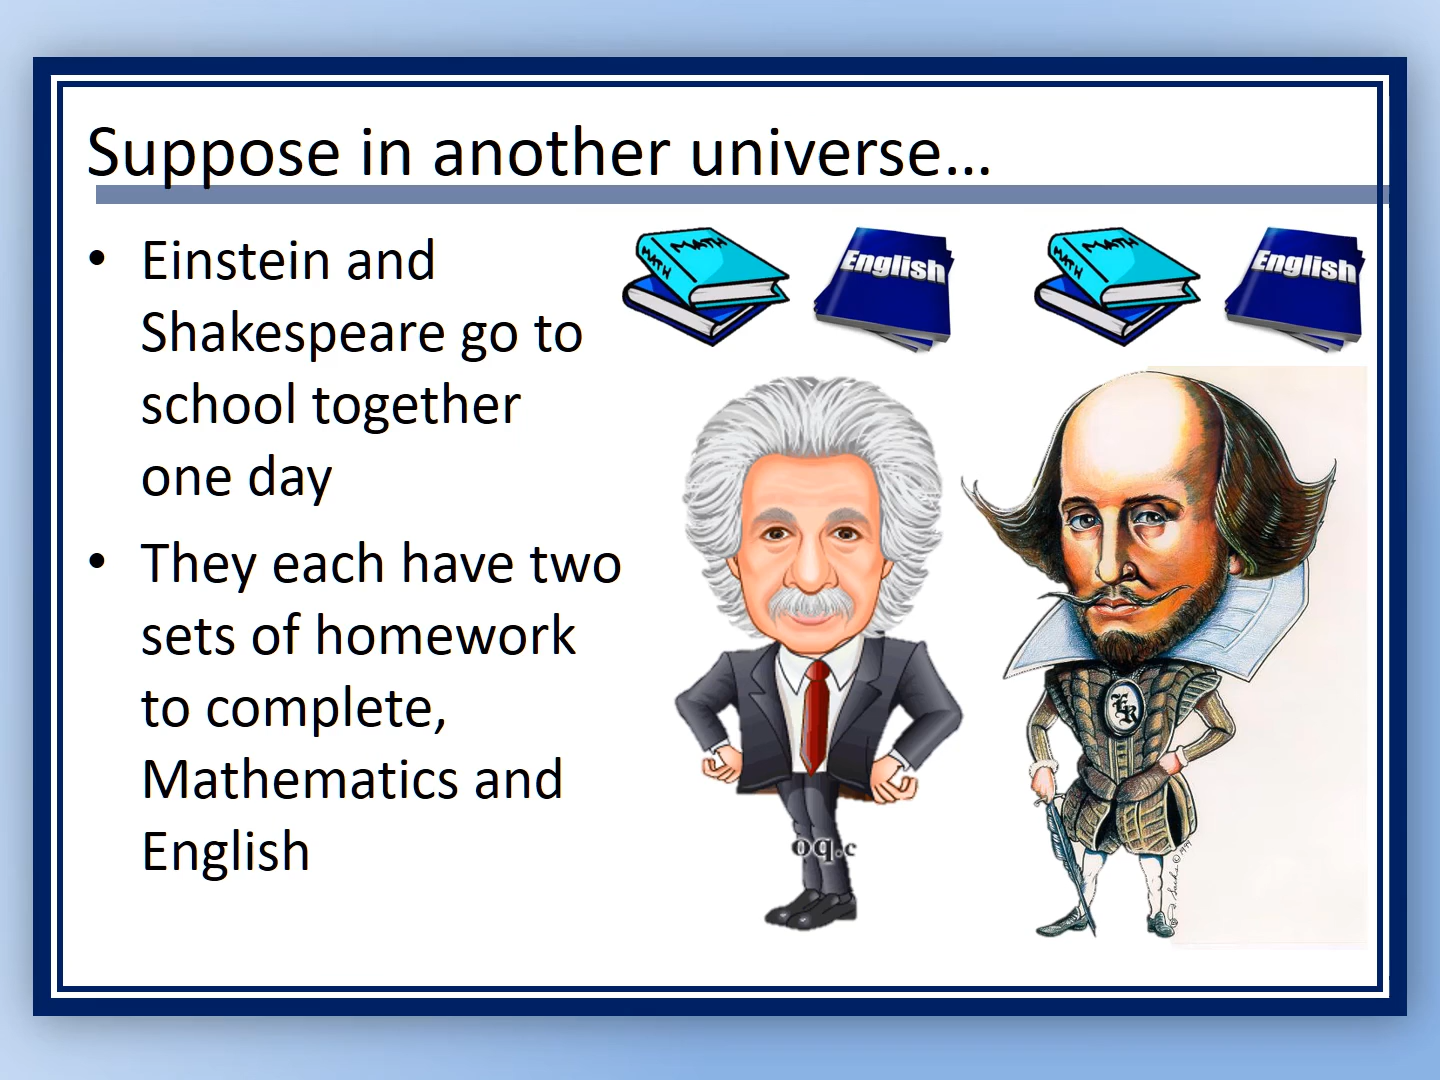 Suppose in another universe...
• Einstein and
Shakespeare go to
school together
one day
• They each have two
sets of homework
to complete,
Mathematics and
English
MATH
MATH
English
MATH
MATH
English
oq.c